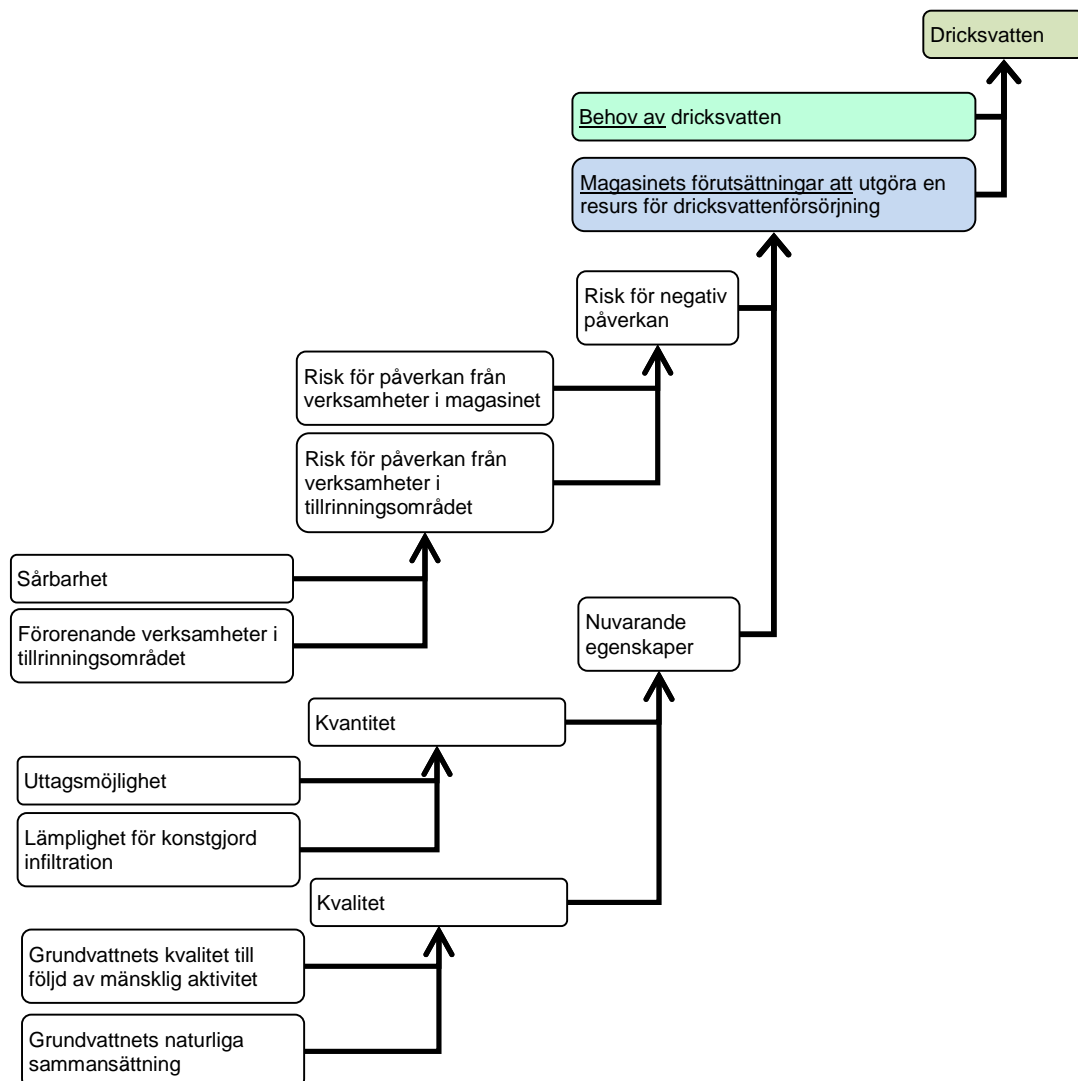 Dricksvatten
Behov av dricksvatten
Magasinets förutsättningar att utgöra en
resurs för dricksvattenförsörjning
Risk för negativ
påverkan
Risk för påverkan från
verksamheter i magasinet
Risk för påverkan från
verksamheter i
tillrinningsområdet
Sårbarhet
Förorenande verksamheter i
tillrinningsområdet
Nuvarande
egenskaper
Kvantitet
Uttagsmöjlighet
Lämplighet för konstgjord
infiltration
Kvalitet
Grundvattnets kvalitet till
följd av mänsklig aktivitet
Grundvattnets naturliga
sammansättning